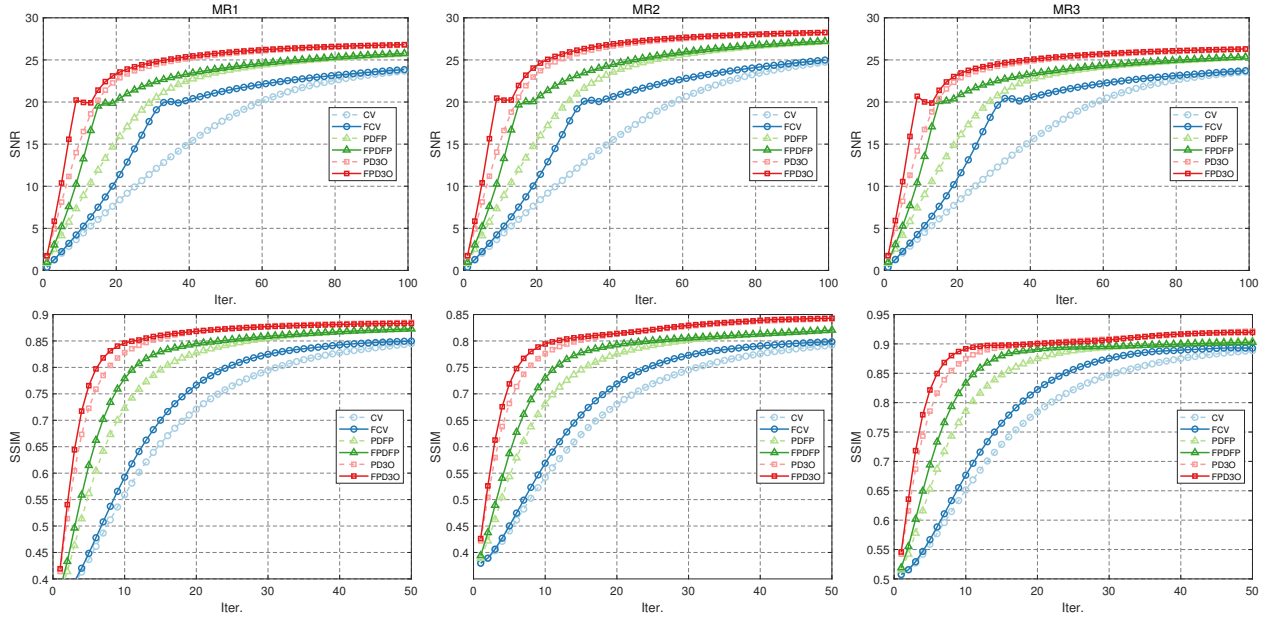 MR1
MR2
MR3
30
25
20
15
10
5
0
SNR
0 20 40 60 80 100
Iter.
CV
FCV
PDFP
FPDFP
PD3O
FPD3O
30
25
20
15
10
5
0
SNR
0 20 40 60 80 100
Iter.
CV
FCV
PDFP
FPDFP
PD3O
FPD3O
30
25
20
15
10
5
0
SNR
0 20 40 60 80 100
Iter.
CV
FCV
PDFP
FPDFP
PD3O
FPD3O
0.9
0.85
0.8
0.75
0.7
0.65
0.6
0.55
0.5
0.45
0.4
SSIM
0 10 20 30 40 50
Iter.
CV
FCV
PDFP
FPDFP
PD3O
FPD3O
0.85
0.8
0.75
0.7
0.65
0.6
0.55
0.5
0.45
0.4
0.35
SSIM
0 10 20 30 40 50
Iter.
CV
FCV
PDFP
FPDFP
PD3O
FPD3O
0.95
0.9
0.85
0.8
0.75
0.7
0.65
0.6
0.55
0.5
SSIM
0 10 20 30 40 50
Iter.
CV
FCV
PDFP
FPDFP
PD3O
FPD3O